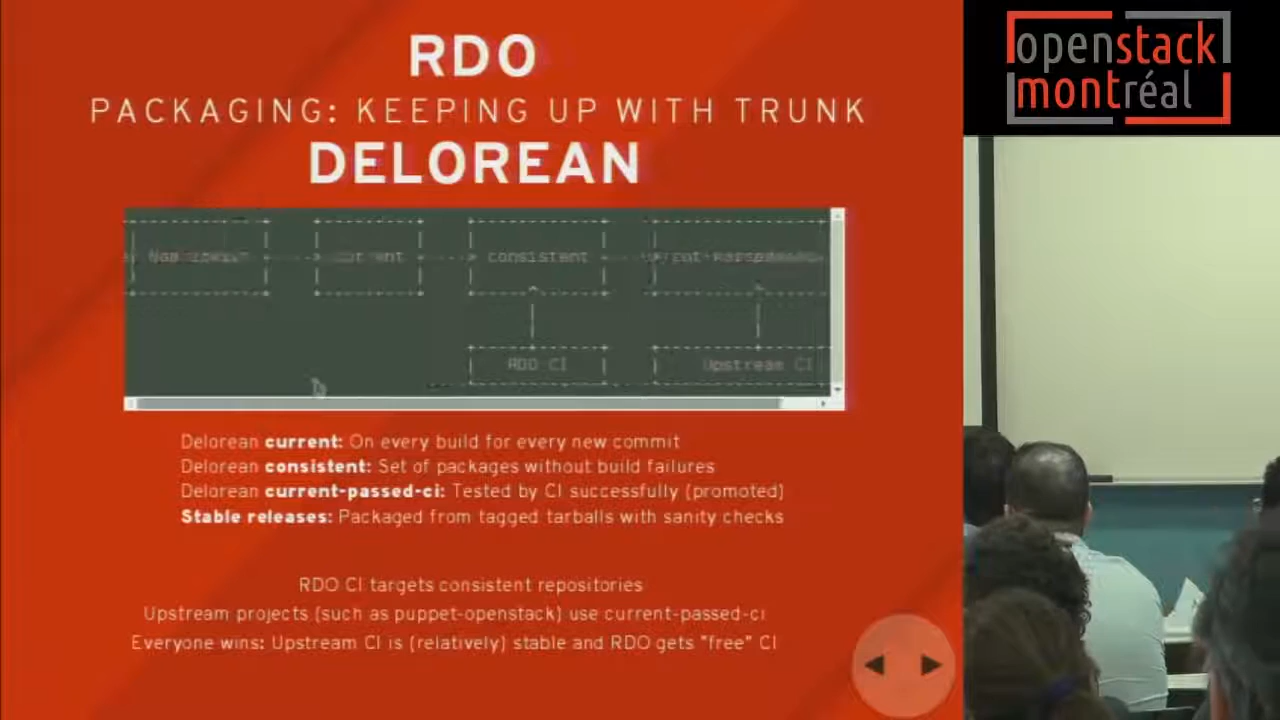 RDO
PACKAGING: KEEPING UP WITH TRUNK
DELOREAN
current consistent
RDO CI Upstream CI
Delorean current: On every build for every new commit
Delorean consistent: Set of packages without build failures
Delorean current-passed-ci: Tested by CI successfully (promoted)
Stable releases: Packaged from tagged tarballs with sanity checks
RDO CI targets consistent repositories
Upstream projects (such as puppet-openstack) use current-passed-ci
Everyone wins: Upstream CI is (relatively) stable and RDO gets "free" CI
openstack
montréal